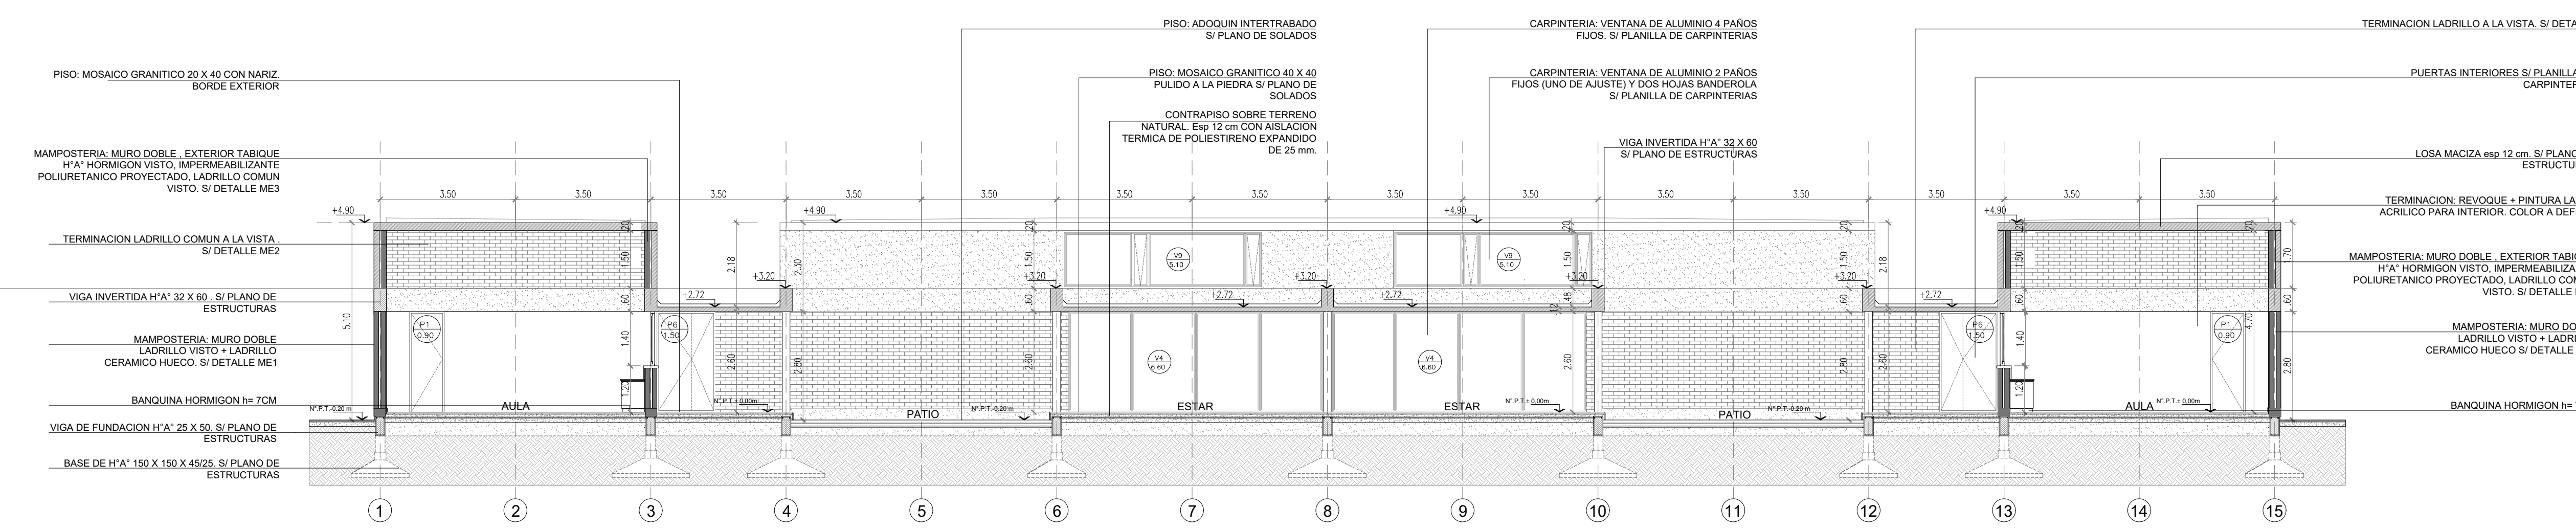 PISO: ADOQUIN INTERTRABADO
S/ PLANO DE SOLADOS
CARPINTERIA: VENTANA DE ALUMINIO 4 PAÑOS
FIJOS. S/ PLANILLA DE CARPINTERIAS
TERMINACION LADRILLO A LA VISTA. S/
PISO: MOSAICO GRANITICO 20 X 40 CON NARIZ.
BORDE EXTERIOR
PISO: MOSAICO GRANITICO 40 X 40
PULIDO A LA PIEDRA S/ PLANO DE
SOLADOS
CARPINTERIA: VENTANA DE ALUMINIO 2 PAÑOS
FIJOS (UNO DE AJUSTE) Y DOS HOJAS BANDEROLA
S/ PLANILLA DE CARPINTERIAS
PUERTAS INTERIORES S/ PLANILLA
CONTRAPISO SOBRE TERRENO
NATURAL. Esp 12 cm CON AISLACION
TERMICA DE POLIESTIRENO EXPANDIDO
DE 25 mm.
VIGA INVERTIDA H°A° 32 X 60
S/ PLANO DE ESTRUCTURAS
MAMPOSTERIA: MURO DOBLE , EXTERIOR TABIQUE
H°A° HORMIGON VISTO, IMPERMEABILIZANTE
POLIURETANICO PROYECTADO, LADRILLO COMUN
VISTO. S/ DETALLE ME3
LOSA MACIZA esp 12 cm. S/ PLANO
TERMINACION: REVOQUE + PINTURA LA
ACRILICO PARA INTERIOR. COLOR A DEF
3.50 3.50 3.50 3.50 3.50 3.50 3.50 3.50 3.50 3.50 3.50 3.50 3.50 3.50
+4.90 +4.90 +4.90 +4.90
TERMINACION LADRILLO COMUN A LA VISTA .
S/ DETALLE ME2
.20 .20 .20 .20 .20
1.50 2.18 2.30 1.50 1.50 1.50 2.18 1.50 1.70
V9
5.10
V9
5.10
MAMPOSTERIA: MURO DOBLE , EXTERIOR
H°A° HORMIGON VISTO,
POLIURETANICO PROYECTADO, LADRILLO
VISTO. S/ DETALLE
+3.20 +3.20 +3.20 +3.20 +3.20
VIGA INVERTIDA H°A° 32 X 60 . S/ PLANO DE
ESTRUCTURAS
+2.72 +2.72 +2.72 +2.72
.60 .60 .48 .60 .60 .60
.12
5.10
P1
0.90
P6
1.50
P6
1.50
P1
0.90
4.70
MAMPOSTERIA: MURO DOBLE
LADRILLO VISTO + LADRILLO
CERAMICO HUECO. S/ DETALLE ME1
MAMPOSTERIA: MURO
LADRILLO VISTO +
CERAMICO HUECO S/ DETALLE
1.40 2.60 2.80 2.60 2.60 2.80 2.60 1.40 2.80
V4
6.60
V4
6.60
1.20 1.20
BANQUINA HORMIGON h= 7CM
BANQUINA HORMIGON h=
N°.P.T.-0.20 m
AULA
N°.P.T.± 0,00m
PATIO
N°.P.T.-0.20 m
ESTAR
ESTAR
N°.P.T.± 0,00m
PATIO
N°.P.T.-0.20 m
AULA
N°.P.T.± 0,00m
VIGA DE FUNDACION H°A° 25 X 50. S/ PLANO DE
ESTRUCTURAS
BASE DE H°A° 150 X 150 X 45/25. S/ PLANO DE
ESTRUCTURAS
1 2 3 4 5 6 7 8 9 10 11 12 13 14 15